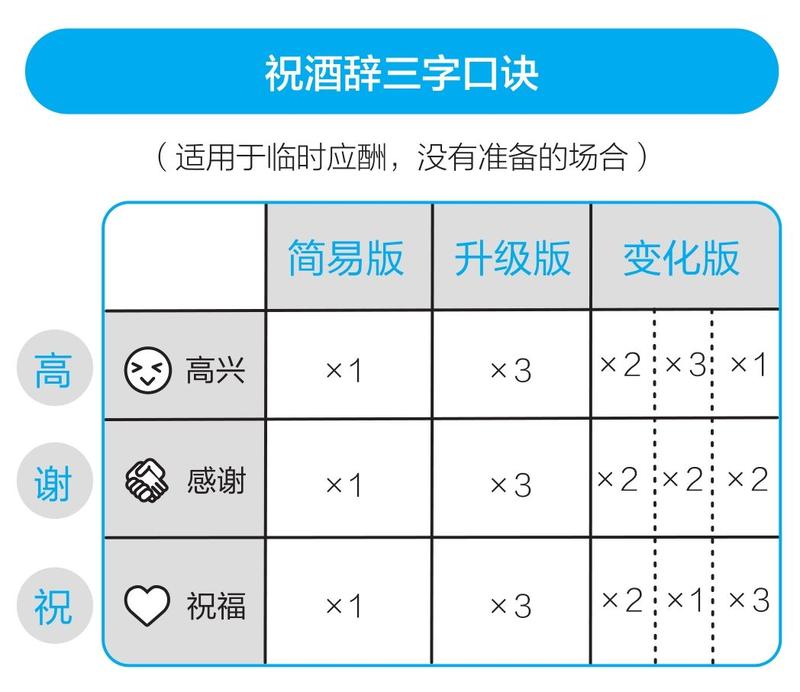 祝酒辞三字口诀
（适用于临时应酬，没有准备的场合）
简易版 升级版 变化版
高 高兴 ×1 ×3 ×2 ×3 ×1
谢 感谢 ×1 ×3 ×2 ×2 ×2
祝 祝福 ×1 ×3 ×2 ×1 ×3